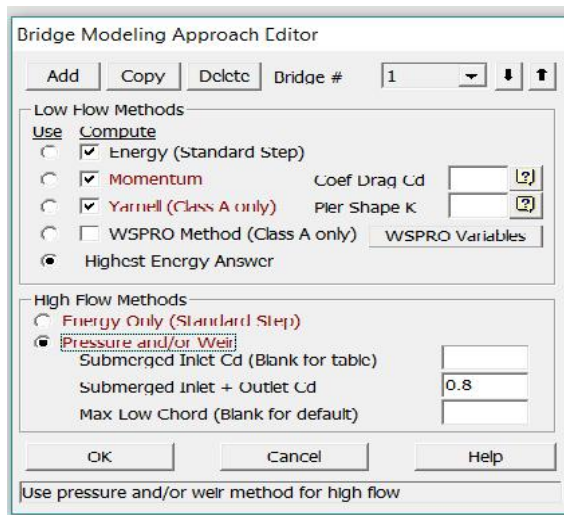 Bridge Modeling Approach Editor
Add Copy Delete Bridge # 1
Low Flow Methods
Use Compute
Energy (Standard Step)
Momentum Coef Drag Cd
Yarnell (Class A only) Pier Shape K
WSPRO Method (Class A only) WSPRO Variables
Highest Energy Answer
High Flow Methods
Energy Only (Standard Step)
Pressure and/or Weir
Submerged Inlet Cd (Blank for table)
Submerged Inlet + Outlet Cd 0.8
Max Low Chord (Blank for default)
OK Cancel Help
Use pressure and/or weir method for high flow